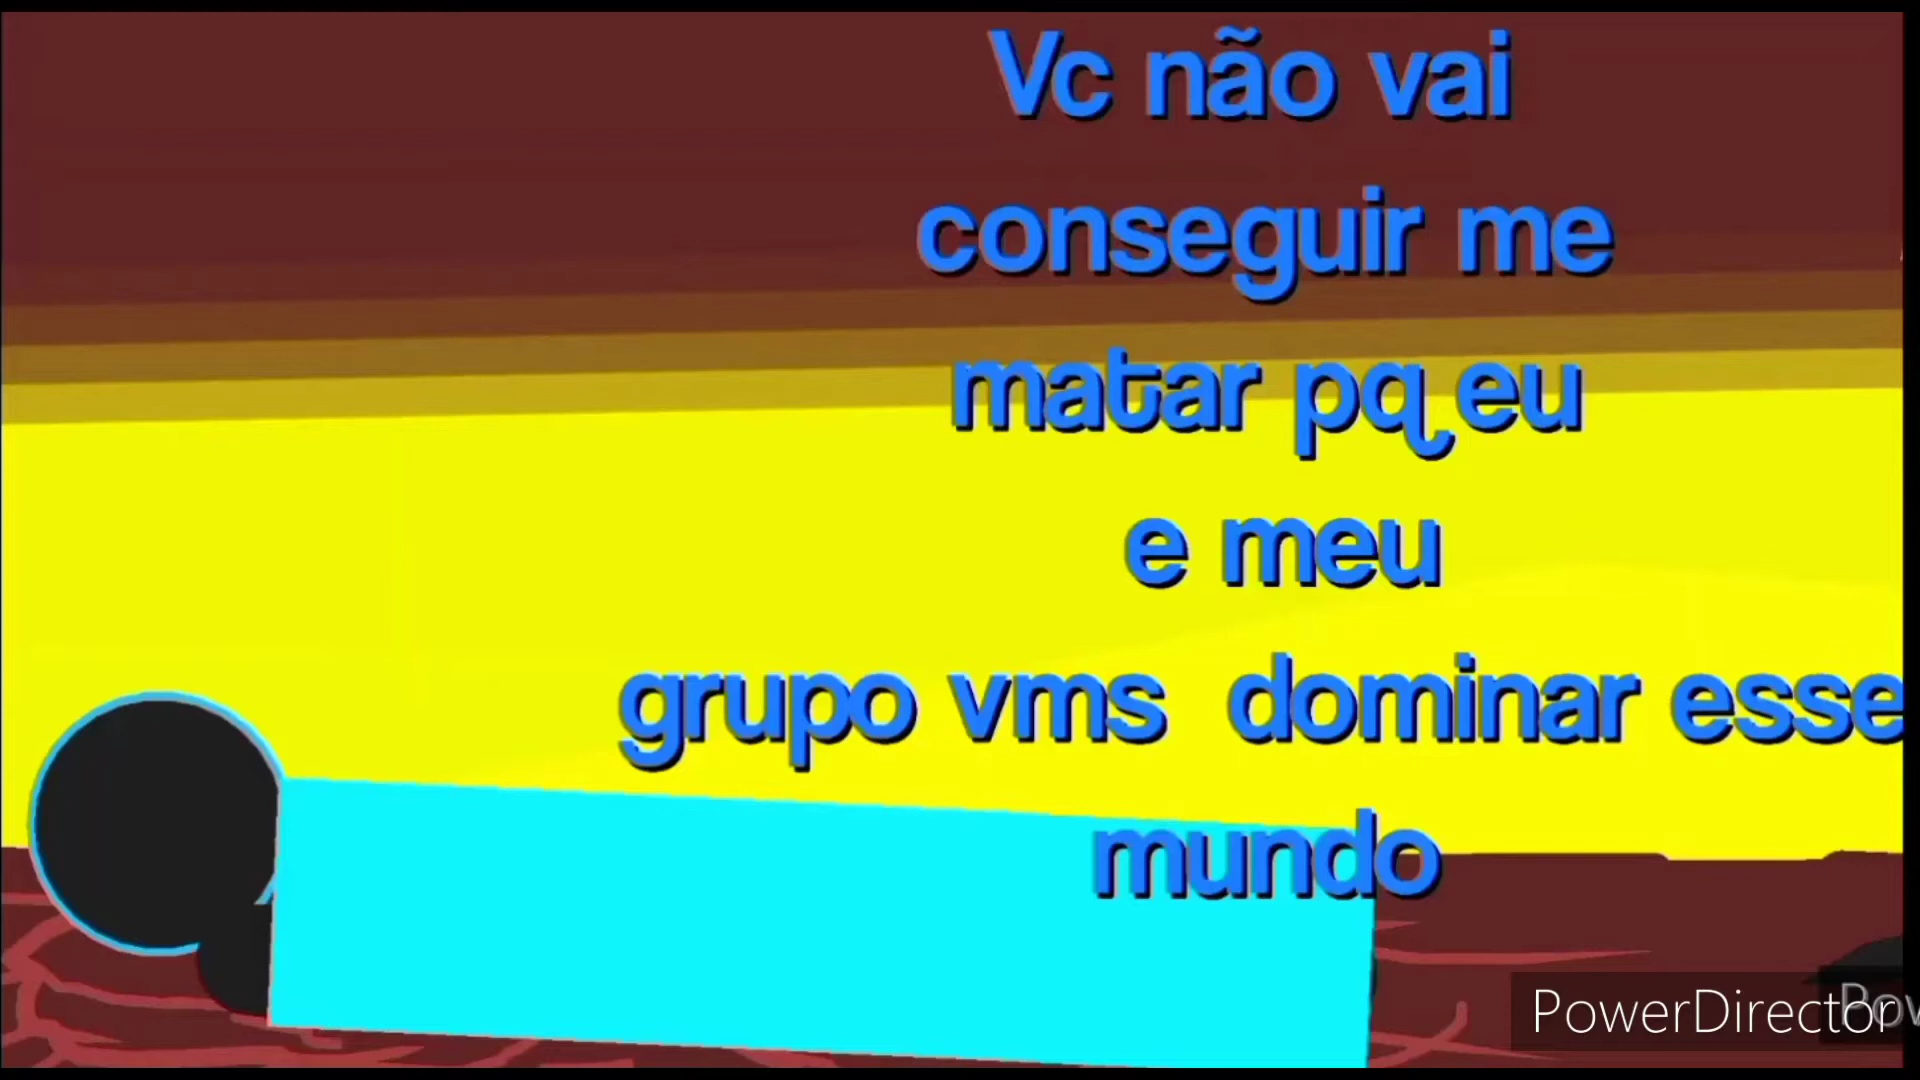 Vc não vai
conseguir me
matar pq eu
e meu
grupo vms  dominar esse
mundo
PowerDirector